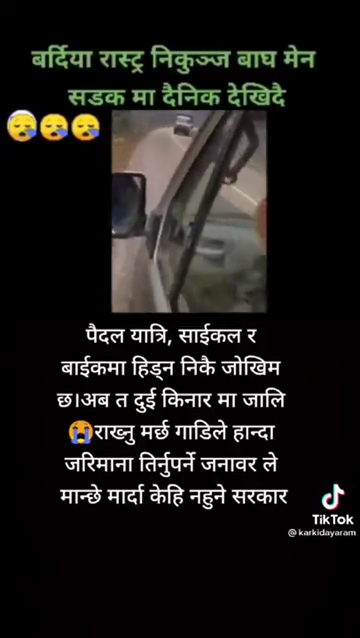 बर्दिया रास्ट्र निकुञ्ज बाघ मेन
सडक मा दैनिक देखिदै
पैदल यात्रि, साईकल र
बाईकमा हिड्न निकै जोखिम
छ।अब त दुई किनार मा जालि
राख्नु मर्छ गाडिले हान्दा
जरिमाना तिर्नुपर्ने जनावर ले
मान्छे मार्दा केहि नहुने सरकार
TikTok
@karkidayaram